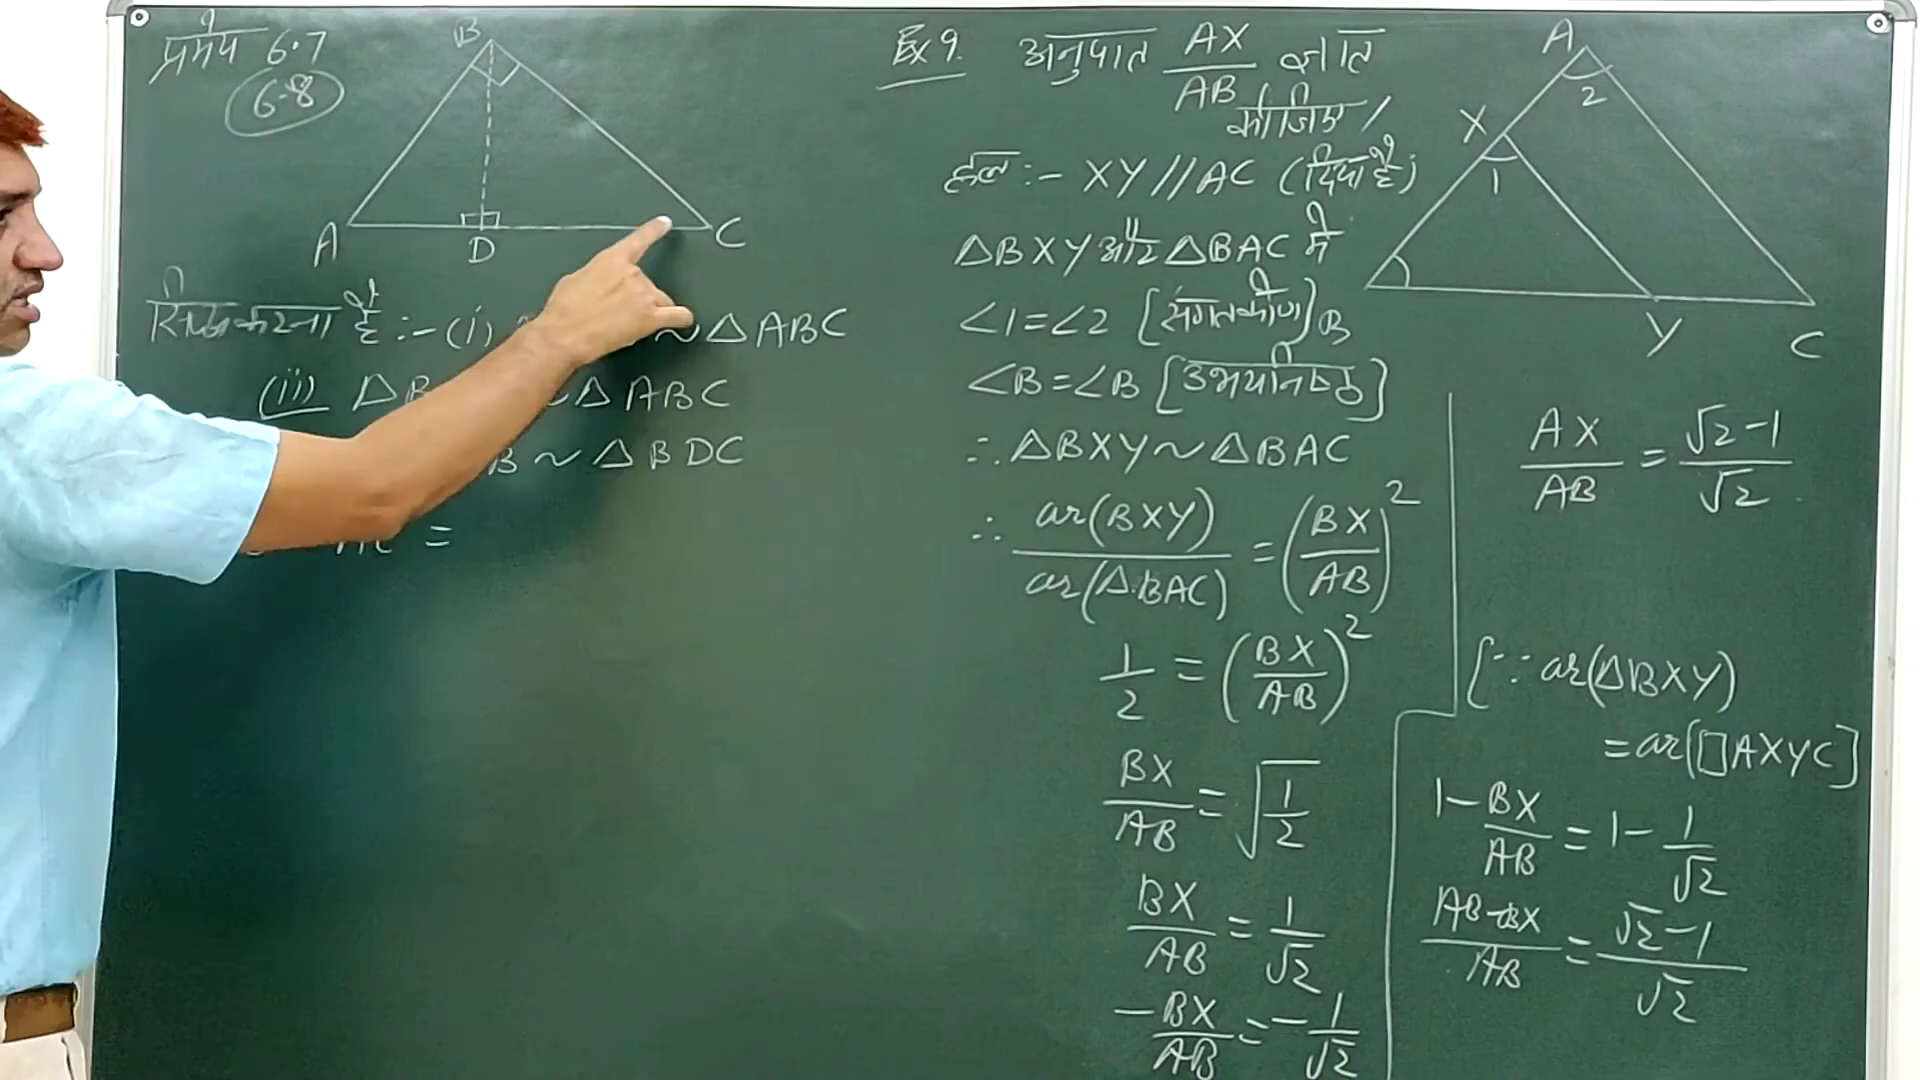 प्रमेय 6.7
6.8
B
A
D
C
सिद्ध करना है :- (i) ~ △ABC
(ii) △B ~ △ABC
B ~ △BDC
AC =
Ex 9. अनुपात AX/AB ज्ञात
कीजिए /
हल :- XY // AC (दिया है)
△BXY और △BAC में
∠1 = ∠2 [संगत कोण]
∠B = ∠B [उभयनिष्ठ]
∴ △BXY ~ △BAC
∴ ar(BXY)/ar(△BAC) = (BX/AB)²
1/2 = (BX/AB)²
BX/AB = √(1/2)
BX/AB = 1/√2
-BX/AB = -1/√2
A
2
X
1
B
Y
C
AX/AB = (√2-1)/√2
[∵ ar(△BXY)
= ar(▯AXYC]
1 - BX/AB = 1 - 1/√2
(AB-BX)/AB = (√2-1)/√2